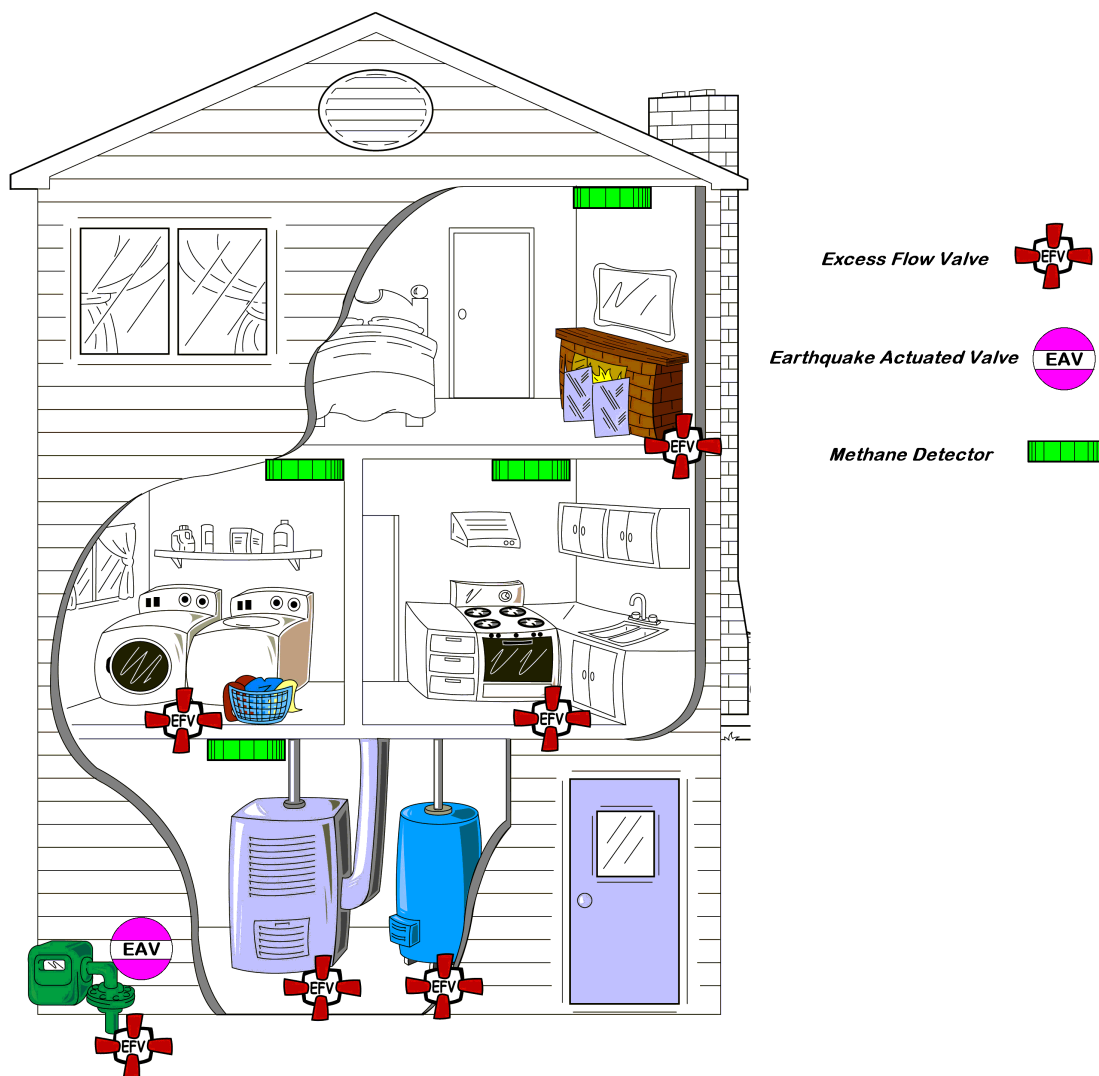 Excess Flow Valve
EFV
Earthquake Actuated Valve
EAV
EFV
Methane Detector
EFV
EFV
EAV
EFV
EFV
EFV